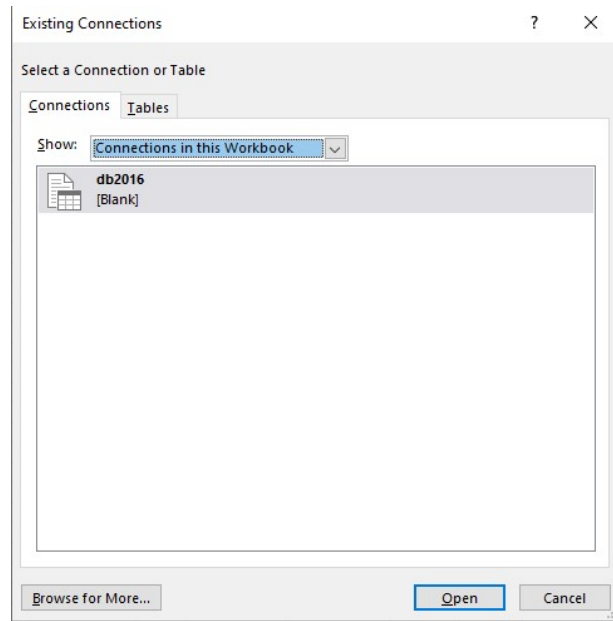 Existing Connections ? ×
Select a Connection or Table
Connections Tables
Show: Connections in this Workbook
db2016
[Blank]
Browse for More... Open Cancel